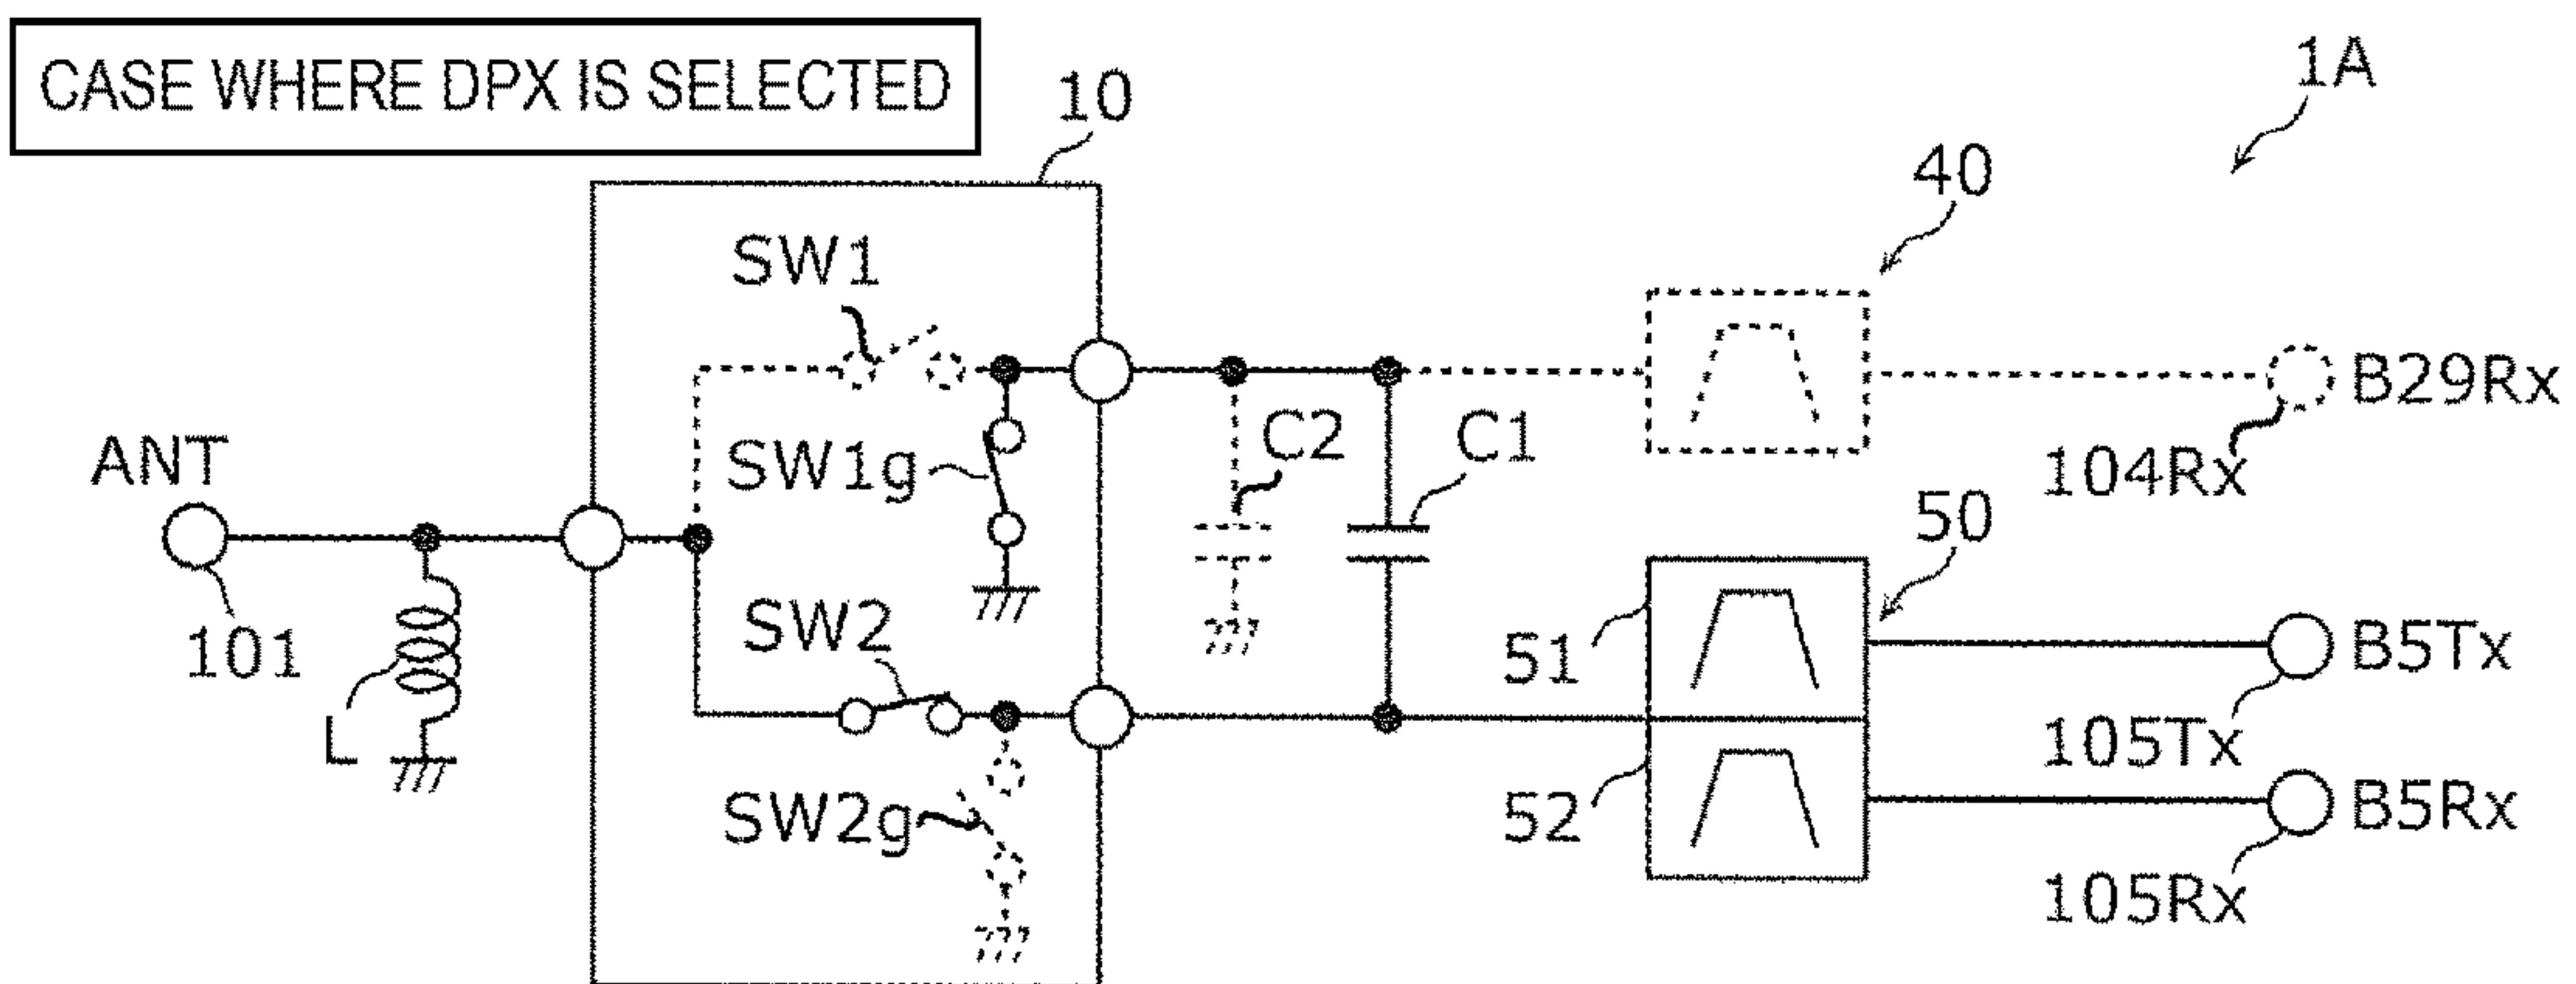 CASE WHERE DPX IS SELECTED
10
1A
40
SW1
ANT
SW1g
C2
C1
B29Rx
104Rx
50
101
L
SW2
51
B5Tx
105Tx
SW2g
52
B5Rx
105Rx